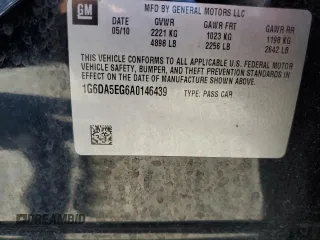 GM
MFD BY GENERAL MOTORS LLC
DATE GVWR GAWR FRT GAWR RR
05/10 2221 KG 1023 KG 1198 KG
4898 LB 2256 LB 2642 LB
THIS VEHICLE CONFORMS TO ALL APPLICABLE U.S. FEDERAL MOTOR
VEHICLE SAFETY, BUMPER, AND THEFT PREVENTION STANDARDS IN
EFFECT ON THE DATE OF MANUFACTURE SHOWN ABOVE.
1G6DA5EG6A0146439 TYPE: PASS CAR
DREAMBID